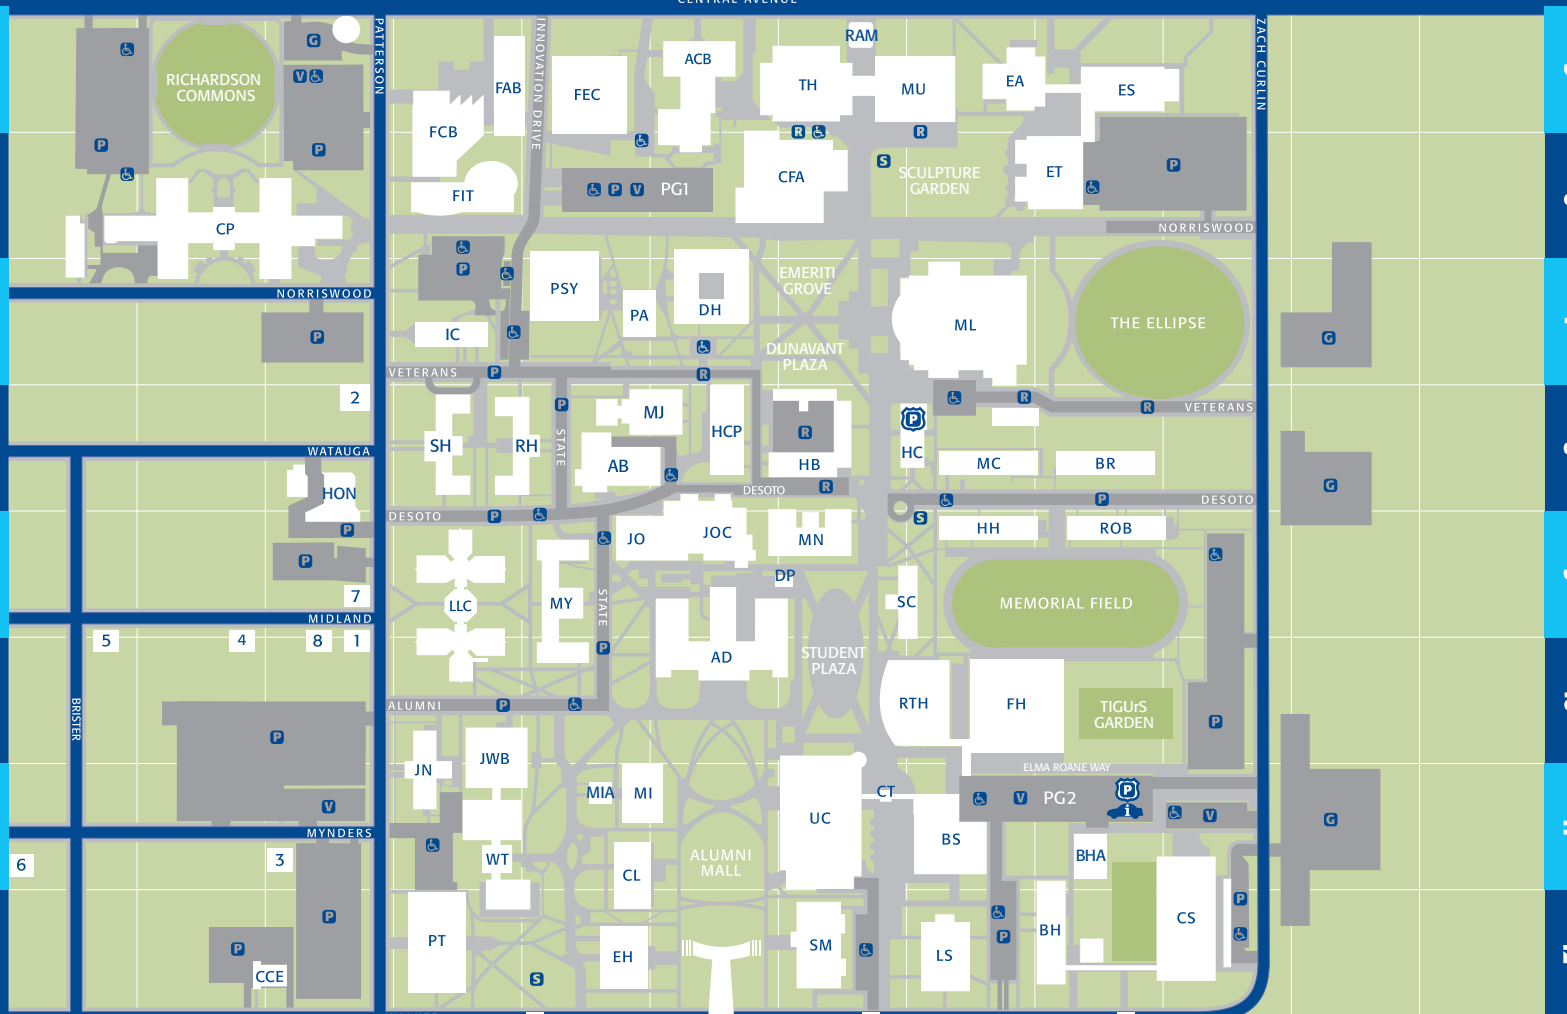 CENTRAL AVENUE
PATTERSON
INNOVATION DRIVE
ZACH CURLIN
G
RAM
ACB
FAB
FEC
TH
MU
EA
ES
RICHARDSON
COMMONS
V
FCB
R
R
P
P
S
P
SCULPTURE
GARDEN
ET
CFA
FIT
P
V
PG1
CP
NORRISWOOD
P
EMERITI
GROVE
PSY
DH
PA
ML
THE ELLIPSE
NORRISWOOD
P
IC
G
DUNAVANT
PLAZA
VETERANS
P
R
2
P
R
R
VETERANS
MJ
P
HC
SH
RH
STATE
HCP
R
WATAUGA
AB
HB
MC
BR
G
HON
DESOTO
R
P
DESOTO
DESOTO
P
S
P
HH
ROB
JO
JOC
MN
P
DP
7
LLC
MY
STATE
SC
MEMORIAL FIELD
MIDLAND
5
4
8
1
P
AD
STUDENT
PLAZA
BRISTER
ALUMNI
P
RTH
FH
TIGUrS
GARDEN
P
P
JWB
JN
ELMA ROANE WAY
MIA
MI
CT
V
PG2
P
i
V
V
UC
G
MYNDERS
BS
6
3
WT
ALUMNI
MALL
BHA
CL
P
P
PT
BH
CS
P
P
EH
SM
LS
CCE
S